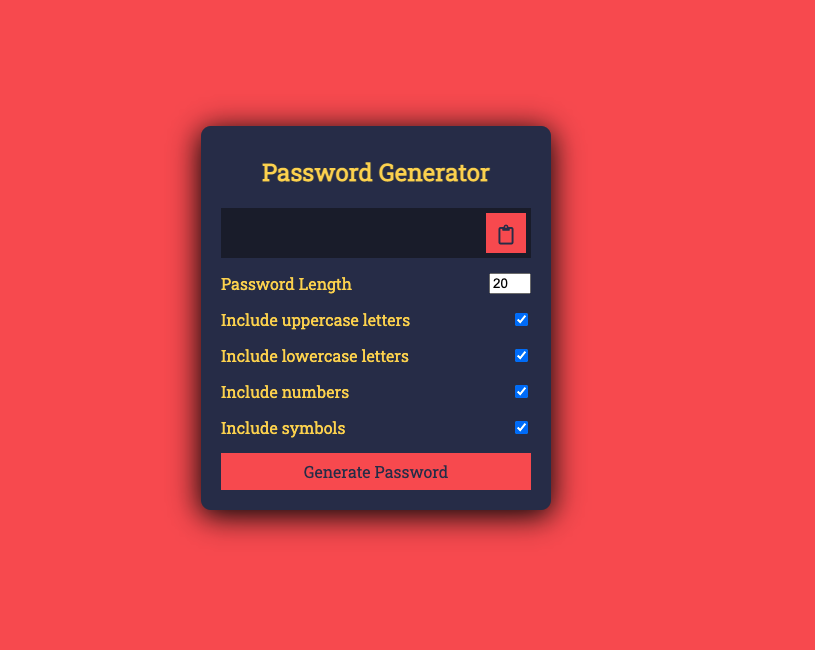 Password Generator
Password Length 20
Include uppercase letters
Include lowercase letters
Include numbers
Include symbols
Generate Password